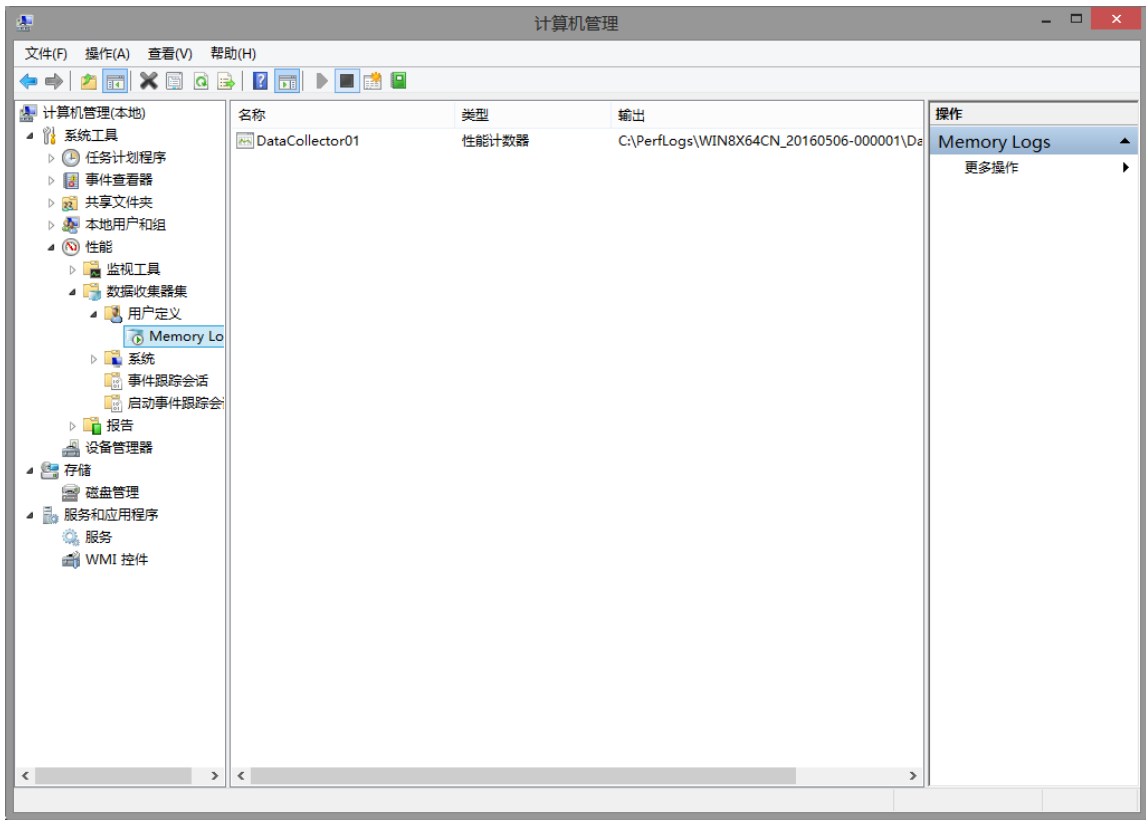 计算机管理
文件(F) 操作(A) 查看(V) 帮助(H)
计算机管理(本地)
系统工具
任务计划程序
事件查看器
共享文件夹
本地用户和组
性能
监视工具
数据收集器集
用户定义
Memory Lo
系统
事件跟踪会话
启动事件跟踪会
报告
设备管理器
存储
磁盘管理
服务和应用程序
服务
WMI 控件
名称 类型 输出
DataCollector01 性能计数器 C:\PerfLogs\WIN8X64CN_20160506-000001\Da
操作
Memory Logs
更多操作